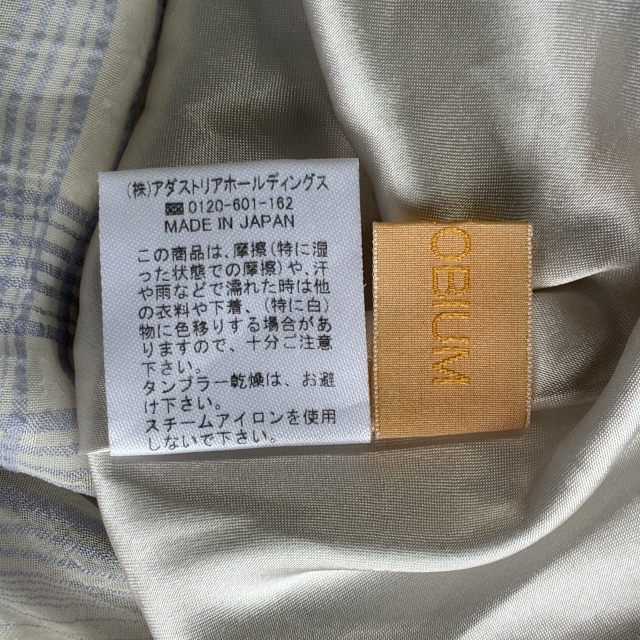 (株)アダストリアホールディングス
0120-601-162
MADE IN JAPAN
この商品は、摩擦(特に湿
った状態での摩擦)や、汗
や雨などで濡れた時は他
の衣料や下着、(特に白)
物に色移りする場合があ
りますので、十分ご注意
下さい。
タンブラー乾燥は、お避
け下さい。
スチームアイロンを使用
しないで下さい。
OBIUM